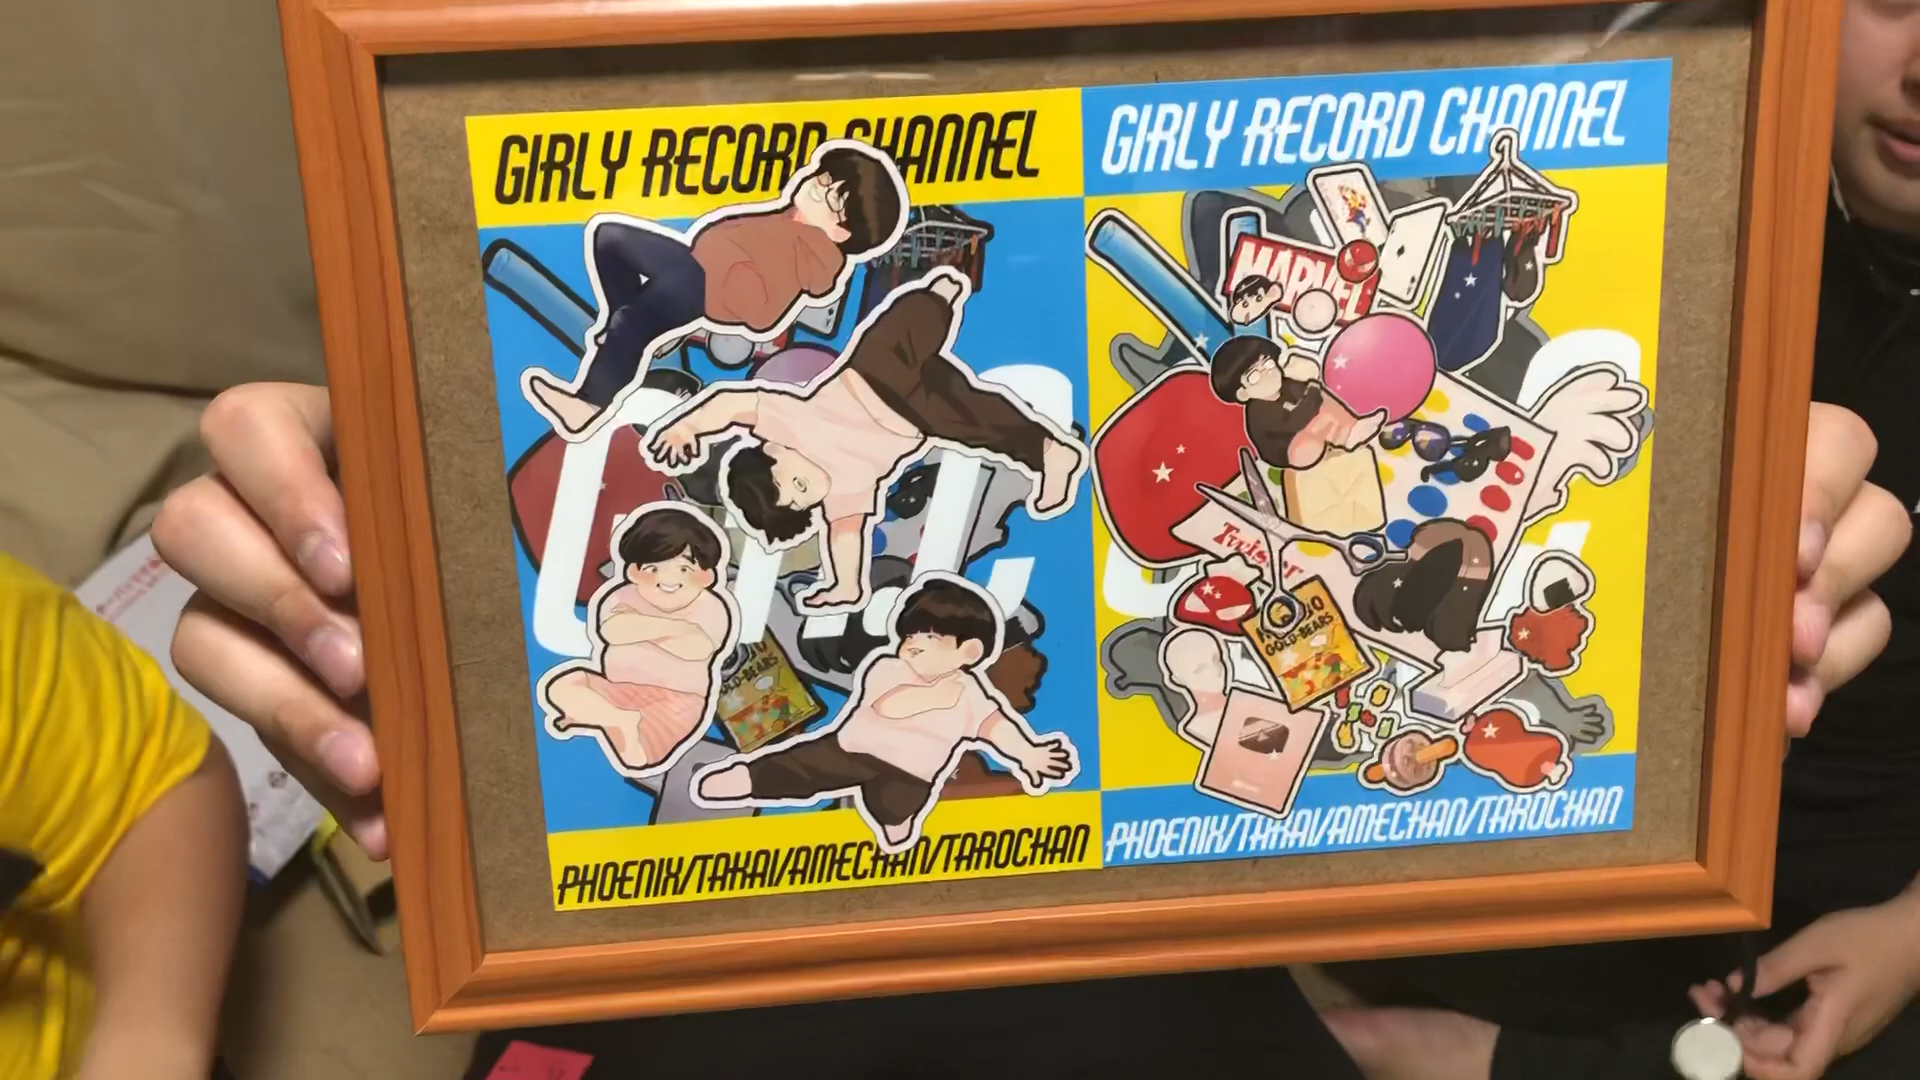 GIRLY RECORD CHANNEL
GOLD-BEARS
PHOENIX/TAKAI/AMECHAN/TAROCHAN
GIRLY RECORD CHANNEL
MARVEL
Twister
GOLD-BEARS
PHOENIX/TAKAI/AMECHAN/TAROCHAN